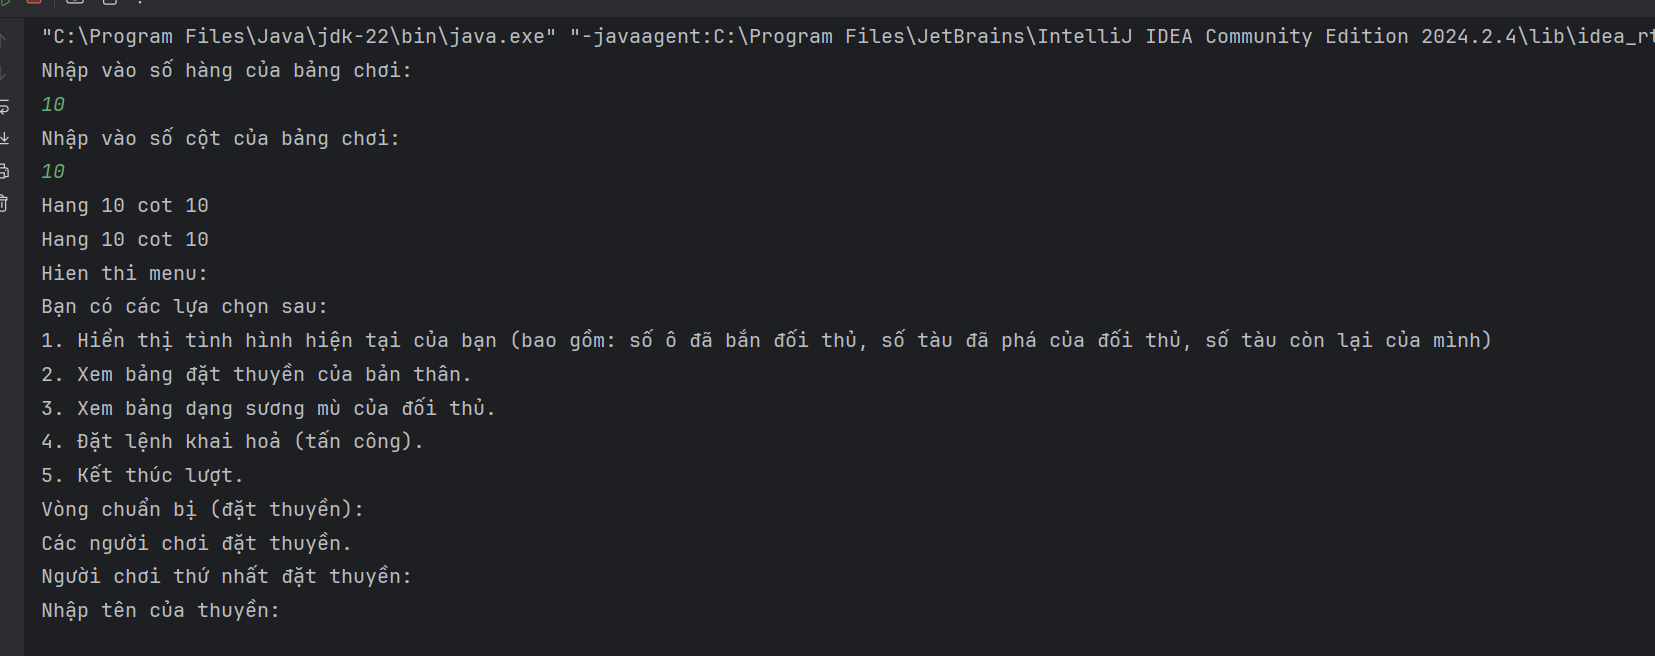 "C:\Program Files\Java\jdk-22\bin\java.exe" "-javaagent:C:\Program Files\JetBrains\IntelliJ IDEA Community Edition 2024.2.4\lib\idea_rt
Nhập vào số hàng của bảng chơi:
10
Nhập vào số cột của bảng chơi:
10
Hang 10 cot 10
Hang 10 cot 10
Hien thi menu:
Bạn có các lựa chọn sau:
1. Hiển thị tình hình hiện tại của bạn (bao gồm: số ô đã bắn đối thủ, số tàu đã phá của đối thủ, số tàu còn lại của mình)
2. Xem bảng đặt thuyền của bản thân.
3. Xem bảng dạng sương mù của đối thủ.
4. Đặt lệnh khai hoả (tấn công).
5. Kết thúc lượt.
Vòng chuẩn bị (đặt thuyền):
Các người chơi đặt thuyền.
Người chơi thứ nhất đặt thuyền:
Nhập tên của thuyền: